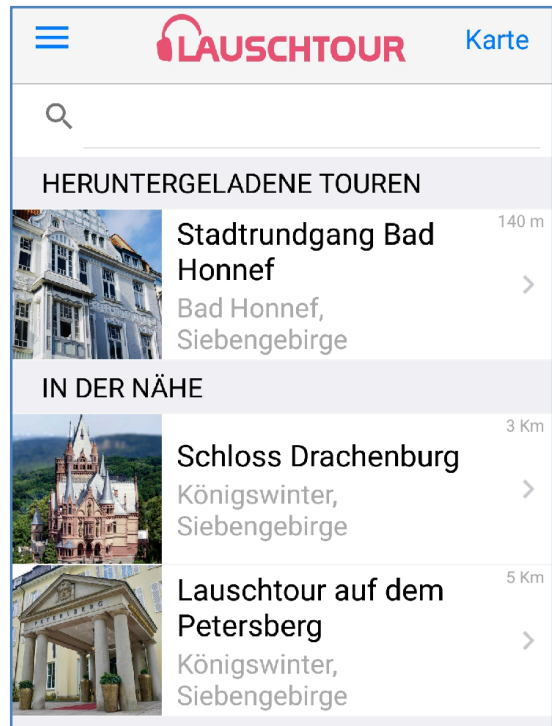 LAUSCHTOUR Karte
HERUNTERGELADENE TOUREN
140 m
Stadtrundgang Bad
Honnef
Bad Honnef,
Siebengebirge
IN DER NÄHE
3 Km
Schloss Drachenburg
Königswinter,
Siebengebirge
5 Km
Lauschtour auf dem
Petersberg
Königswinter,
Siebengebirge
PETERSBERG